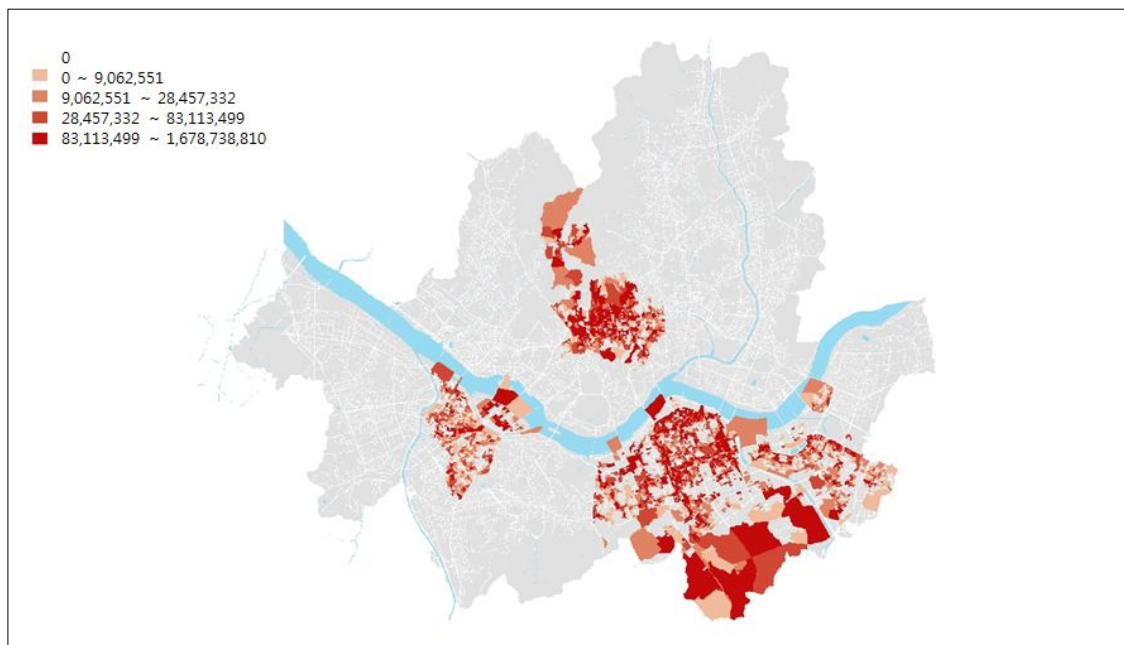 0
0 ~ 9,062,551
9,062,551 ~ 28,457,332
28,457,332 ~ 83,113,499
83,113,499 ~ 1,678,738,810